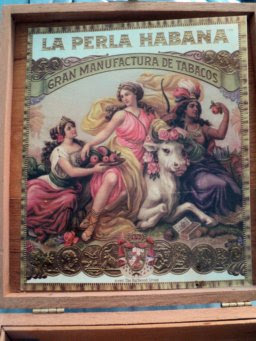 LA PERLA HABANA
GRAN MANUFACTURA DE TABACOS